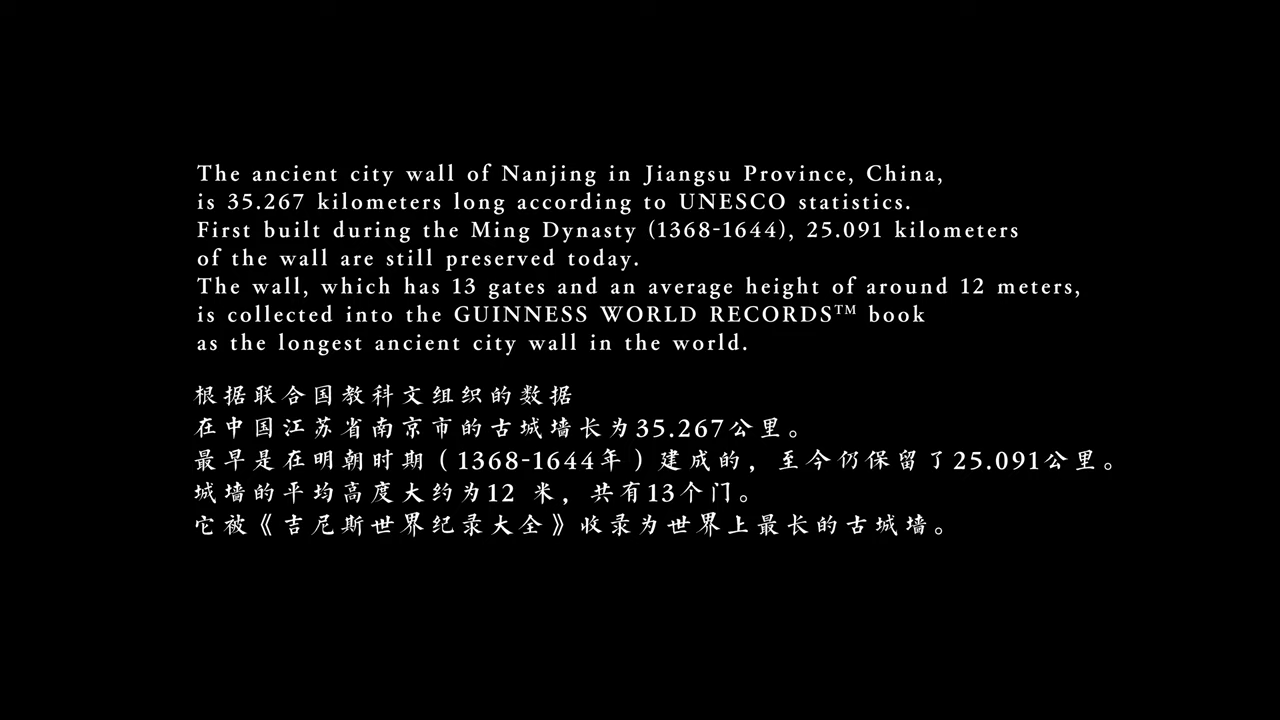 The ancient city wall of Nanjing in Jiangsu Province, China,
is 35.267 kilometers long according to UNESCO statistics.
First built during the Ming Dynasty (1368-1644), 25.091 kilometers
of the wall are still preserved today.
The wall, which has 13 gates and an average height of around 12 meters,
is collected into the GUINNESS WORLD RECORDS™ book
as the longest ancient city wall in the world.
根据联合国教科文组织的数据
在中国江苏省南京市的古城墙长为35.267公里。
最早是在明朝时期（1368-1644年）建成的，至今仍保留了25.091公里。
城墙的平均高度大约为12 米，共有13个门。
它被《吉尼斯世界纪录大全》收录为世界上最长的古城墙。